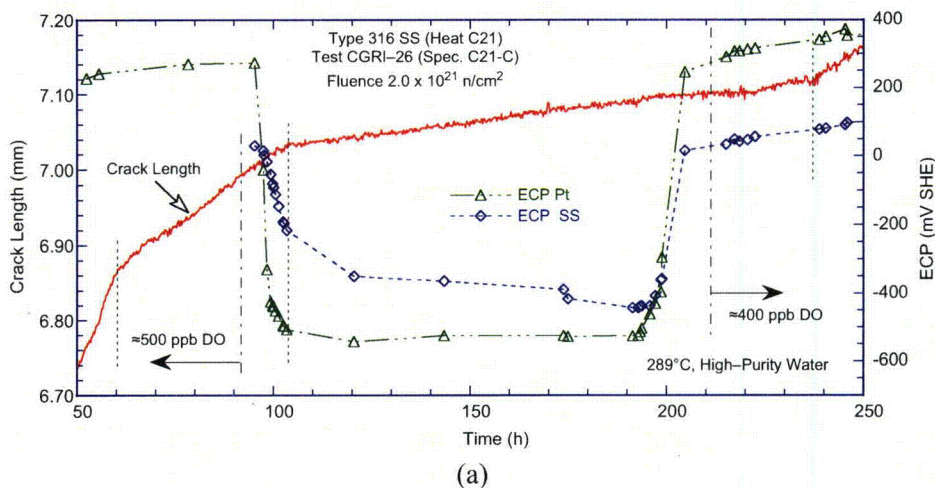 Type 316 SS (Heat C21)
Test CGRI–26 (Spec. C21-C)
Fluence 2.0 x 10²¹ n/cm²
Crack Length
ECP Pt
ECP SS
≈500 ppb DO
≈400 ppb DO
289°C, High–Purity Water
Crack Length (mm)
7.20
7.10
7.00
6.90
6.80
6.70
ECP (mV SHE)
400
300
200
100
0
-200
-400
-600
50
100
150
200
250
Time (h)
(a)